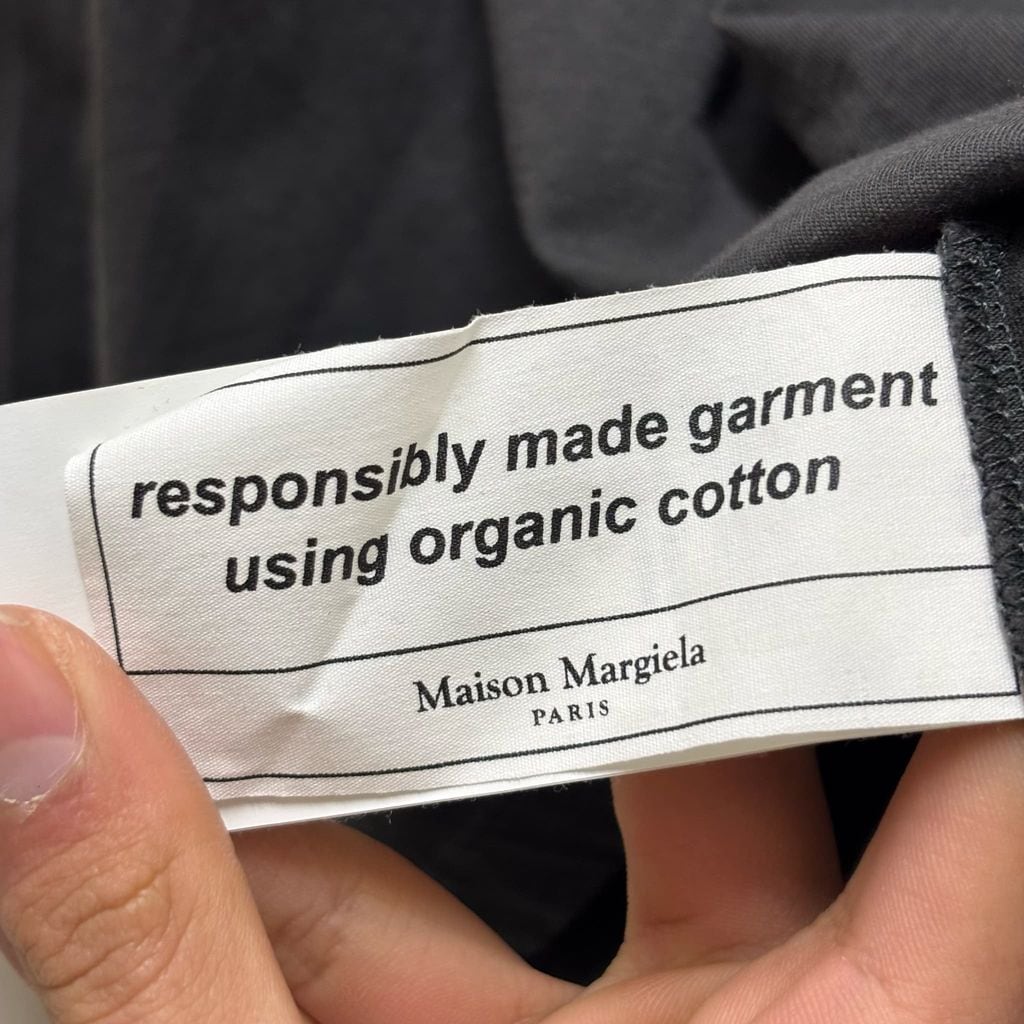 responsibly made garment
using organic cotton
Maison Margiela
PARIS